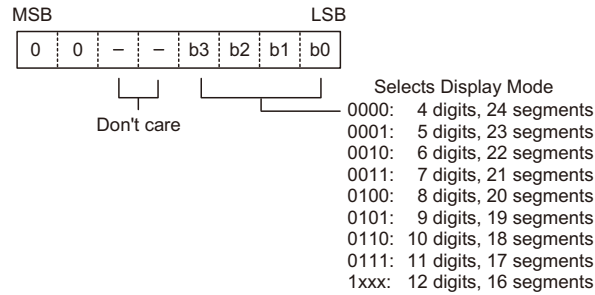 MSB LSB
0 0 – – b3 b2 b1 b0
Don't care
Selects Display Mode
0000: 4 digits, 24 segments
0001: 5 digits, 23 segments
0010: 6 digits, 22 segments
0011: 7 digits, 21 segments
0100: 8 digits, 20 segments
0101: 9 digits, 19 segments
0110: 10 digits, 18 segments
0111: 11 digits, 17 segments
1xxx: 12 digits, 16 segments